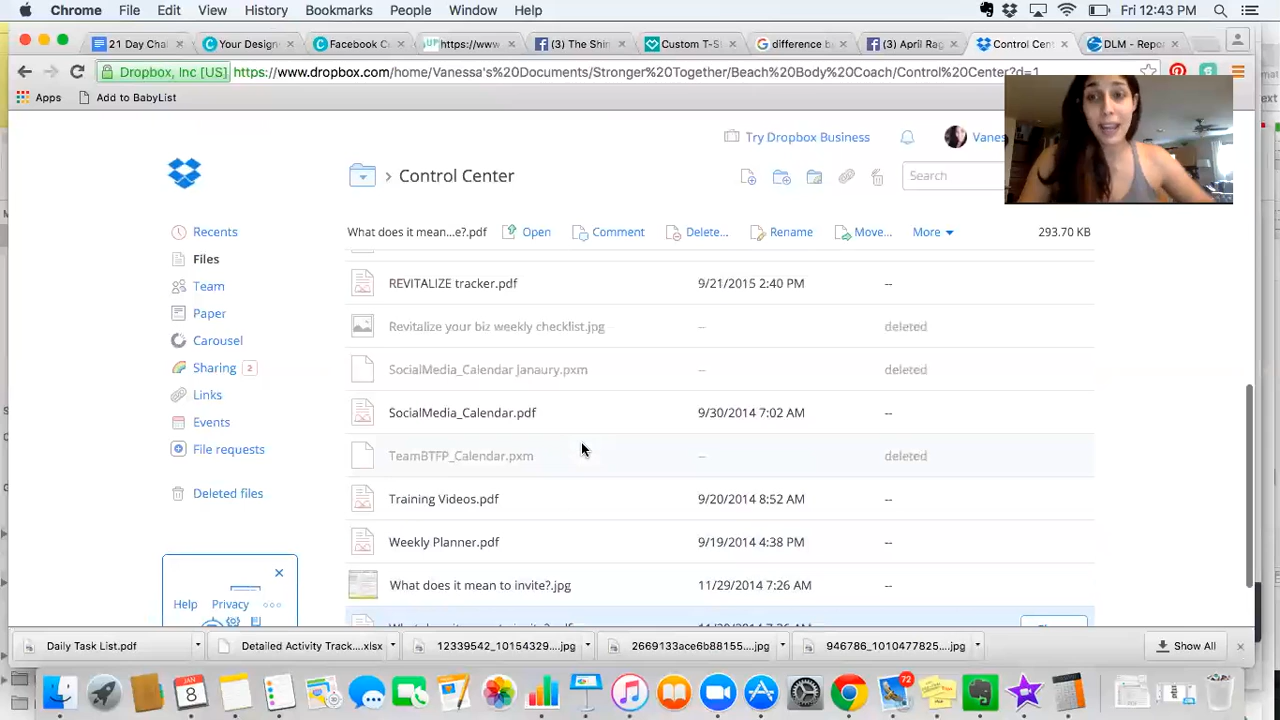 Chrome File Edit View History Bookmarks People Window Help Fri 12:43 PM
21 Day Chal Your Design Facebook C https://www (3) The Shir Custom T-S difference b (3) April Rag Control Cen DLM - Repor
Dropbox, Inc [US] https://www.dropbox.com/home/Vanessa's%20Documents/Stronger%20Together/Beach%20Body%20Coach/Control%20Center?d=1
Apps Add to BabyList
Try Dropbox Business Vanes
Control Center Search
What does it mean...e?.pdf Open Comment Delete... Rename Move... More 293.70 KB
Recents
Files
Team
Paper
Carousel
Sharing 2
Links
Events
File requests
Deleted files
REVITALIZE tracker.pdf 9/21/2015 2:40 PM --
Revitalize your biz weekly checklist.jpg -- deleted
SocialMedia_Calendar Janaury.pxm -- deleted
SocialMedia_Calendar.pdf 9/30/2014 7:02 AM --
TeamBTFP_Calendar.pxm -- deleted
Training Videos.pdf 9/20/2014 8:52 AM --
Weekly Planner.pdf 9/19/2014 4:38 PM --
What does it mean to invite?.jpg 11/29/2014 7:26 AM --
Help Privacy
Daily Task List.pdf Detailed Activity Track....xlsx 12339542_10154329....jpg 2669133ace6b88155....jpg 946786_1010477825....jpg Show All
8
72